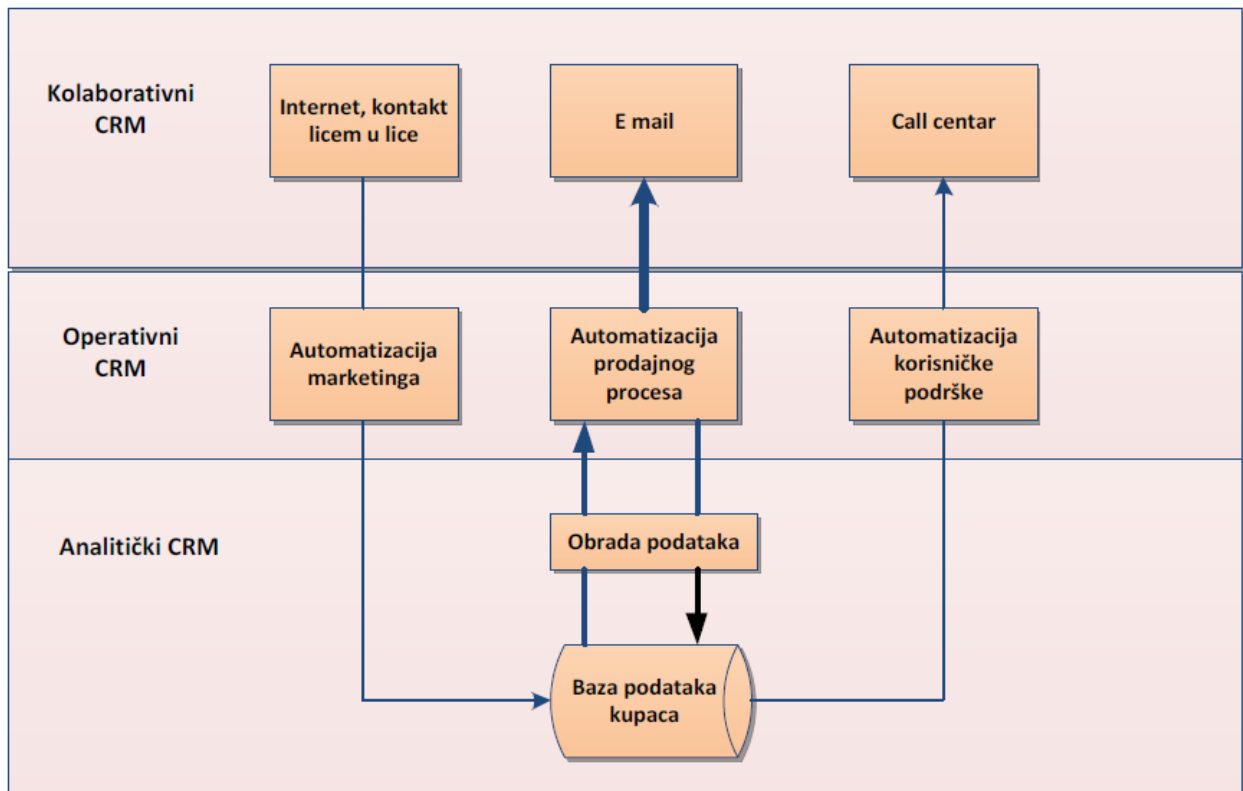 Kolaborativni
CRM
Internet, kontakt
licem u lice
E mail
Call centar
Operativni
CRM
Automatizacija
marketinga
Automatizacija
prodajnog
procesa
Automatizacija
korisničke
podrške
Analitički CRM
Obrada podataka
Baza podataka
kupaca